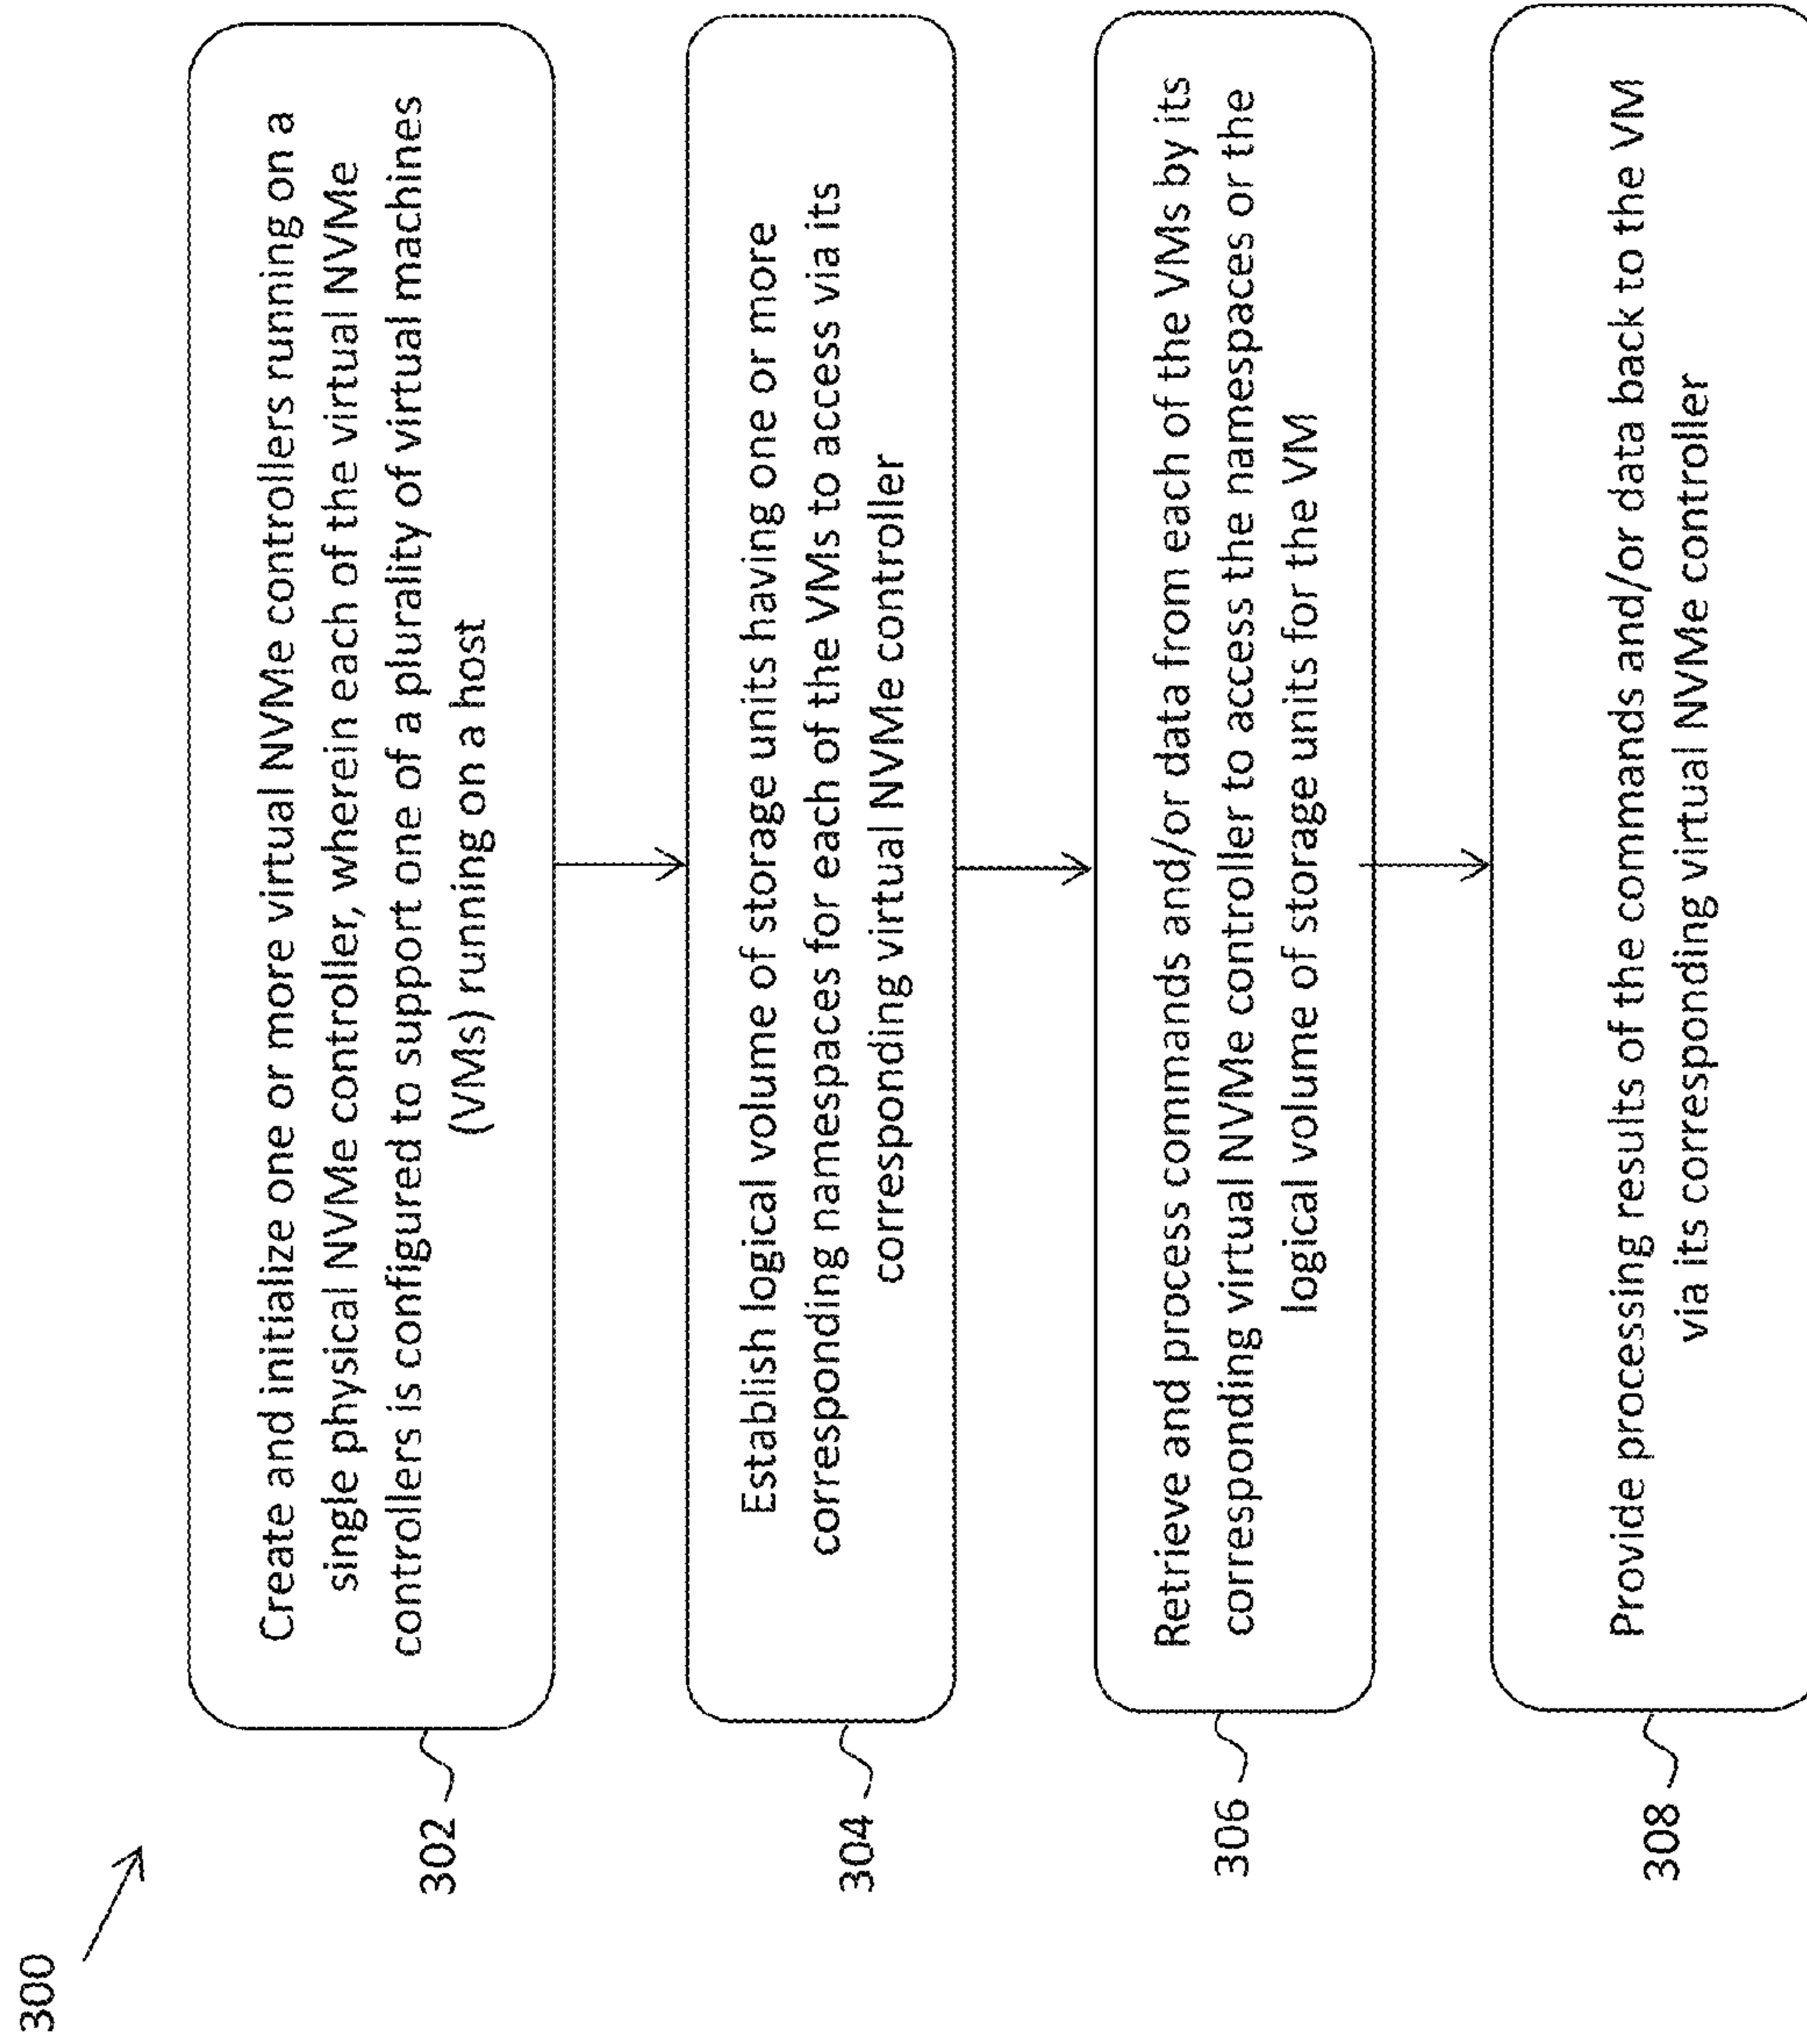 300
302
Create and initialize one or more virtual NVMe controllers running on a
single physical NVMe controller, wherein each of the virtual NVMe
controllers is configured to support one of a plurality of virtual machines
(VMs) running on a host
304
Establish logical volume of storage units having one or more
corresponding namespaces for each of the VMs to access via its
corresponding virtual NVMe controller
306
Retrieve and process commands and/or data from each of the VMs by its
corresponding virtual NVMe controller to access the namespaces or the
logical volume of storage units for the VM
308
Provide processing results of the commands and/or data back to the VM
via its corresponding virtual NVMe controller